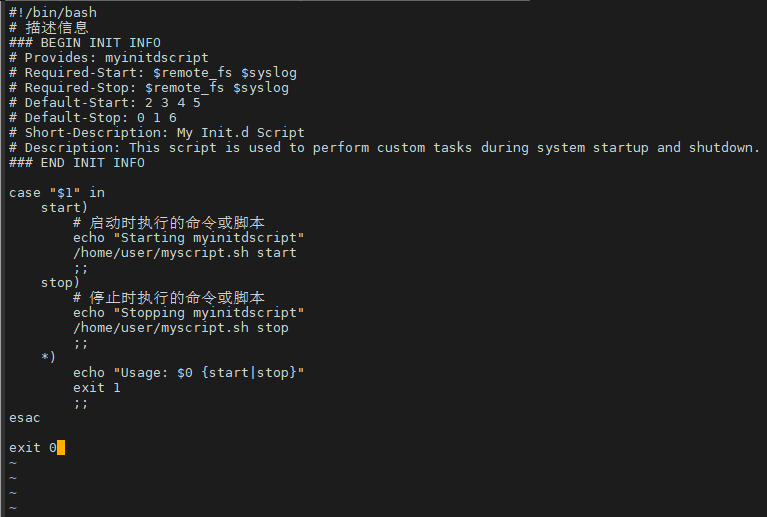 #!/bin/bash
# 描述信息
### BEGIN INIT INFO
# Provides: myinitdscript
# Required-Start: $remote_fs $syslog
# Required-Stop: $remote_fs $syslog
# Default-Start: 2 3 4 5
# Default-Stop: 0 1 6
# Short-Description: My Init.d Script
# Description: This script is used to perform custom tasks during system startup and shutdown.
### END INIT INFO

case "$1" in
    start)
        # 启动时执行的命令或脚本
        echo "Starting myinitdscript"
        /home/user/myscript.sh start
        ;;
    stop)
        # 停止时执行的命令或脚本
        echo "Stopping myinitdscript"
        /home/user/myscript.sh stop
        ;;
    *)
        echo "Usage: $0 {start|stop}"
        exit 1
        ;;
esac

exit 0
~
~
~
~